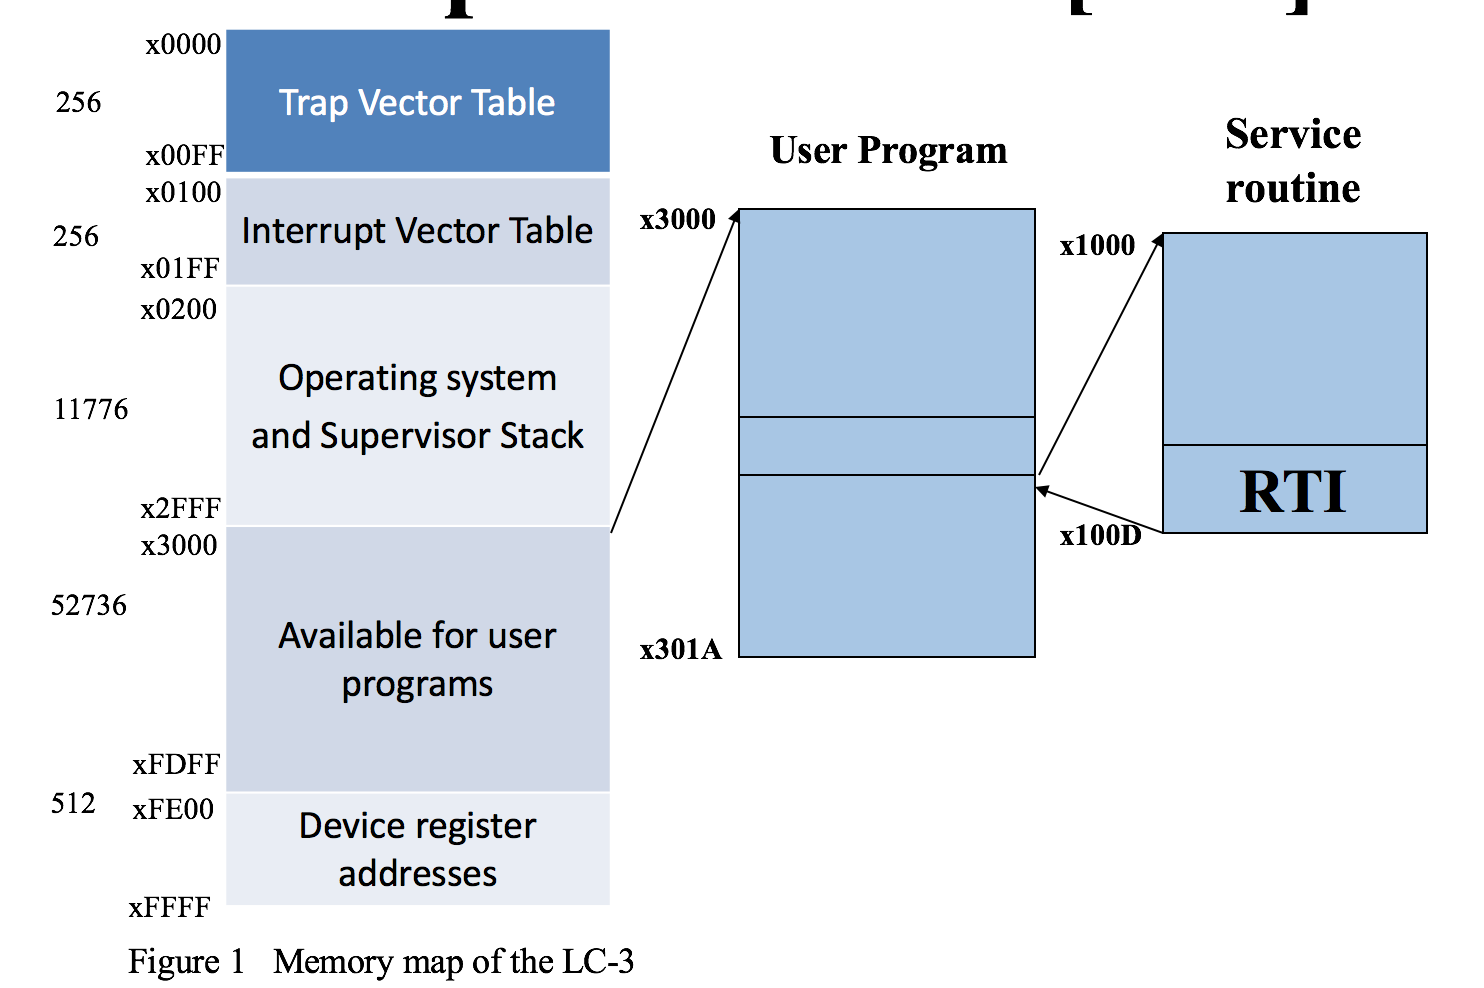 x0000
256
Trap Vector Table
x00FF
x0100
256
Interrupt Vector Table
x01FF
x0200
Operating system
11776
and Supervisor Stack
x2FFF
x3000
52736
Available for user
programs
xFDFF
512
xFE00
Device register
addresses
xFFFF
User Program
x3000
x301A
Service
routine
x1000
RTI
x100D
Figure 1 Memory map of the LC-3